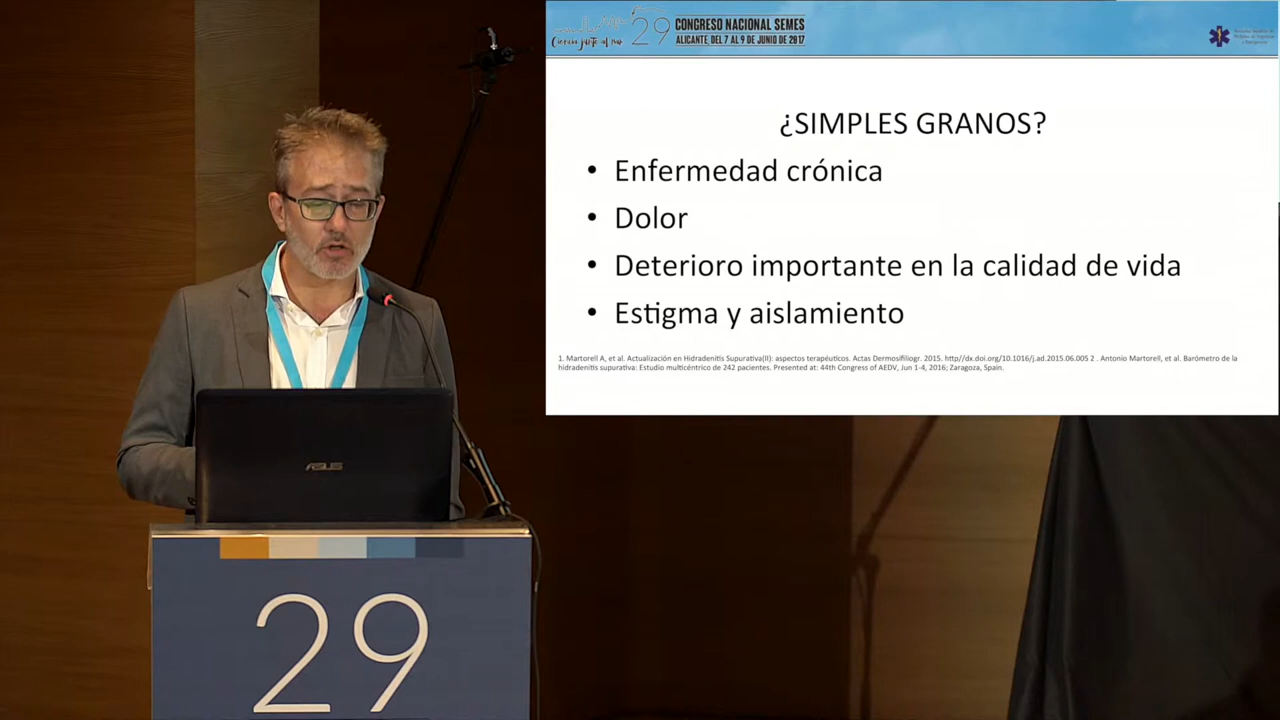 Ciencia junto al mar
29
CONGRESO NACIONAL SEMES
ALICANTE, DEL 7 AL 9 DE JUNIO DE 2017
¿SIMPLES GRANOS?
• Enfermedad crónica
• Dolor
• Deterioro importante en la calidad de vida
• Estigma y aislamiento
1. Martorell A, et al. Actualización en Hidradenitis Supurativa(II): aspectos terapéuticos. Actas Dermosifiliogr. 2015. http//dx.doi.org/10.1016/j.ad.2015.06.005 2 . Antonio Martorell, et al. Barómetro de la
hidradenitis supurativa: Estudio multicéntrico de 242 pacientes. Presented at: 44th Congress of AEDV, Jun 1-4, 2016; Zaragoza, Spain.
ASUS
29